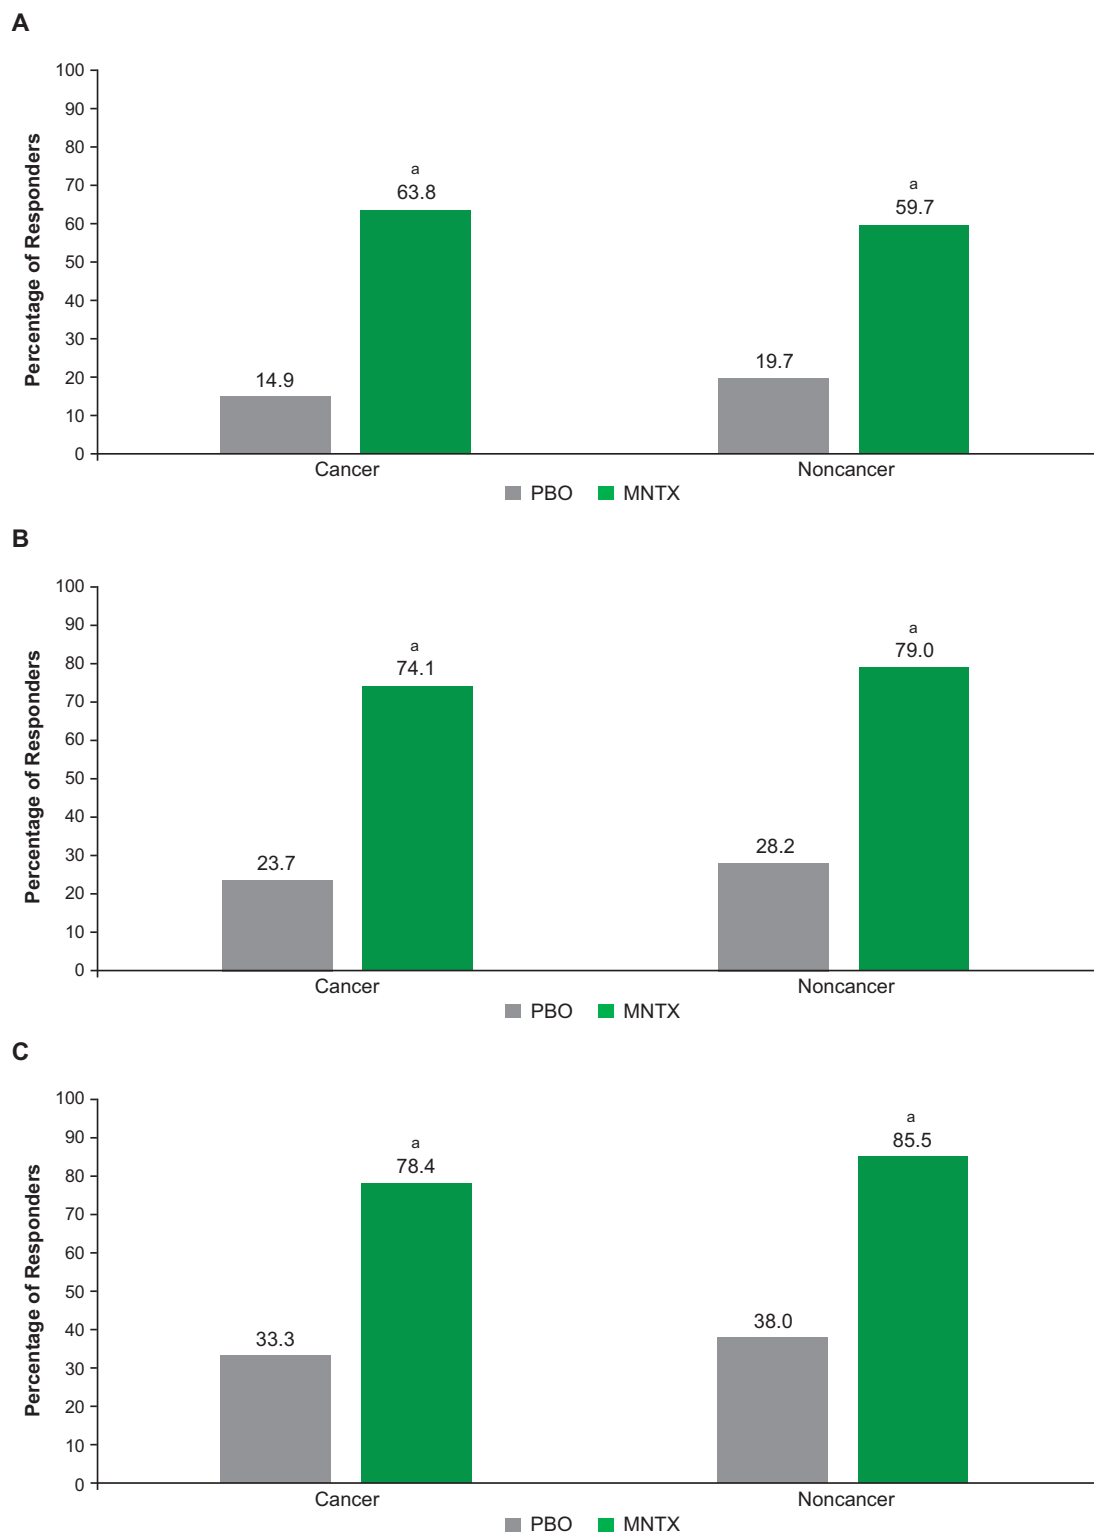 A
Percentage of Responders
100
90
80
70
60
50
40
30
20
10
0
a
63.8
14.9
a
59.7
19.7
Cancer
Noncancer
PBO MNTX
B
Percentage of Responders
100
90
80
70
60
50
40
30
20
10
0
a
74.1
23.7
a
79.0
28.2
Cancer
Noncancer
PBO MNTX
C
Percentage of Responders
100
90
80
70
60
50
40
30
20
10
0
a
78.4
33.3
a
85.5
38.0
Cancer
Noncancer
PBO MNTX